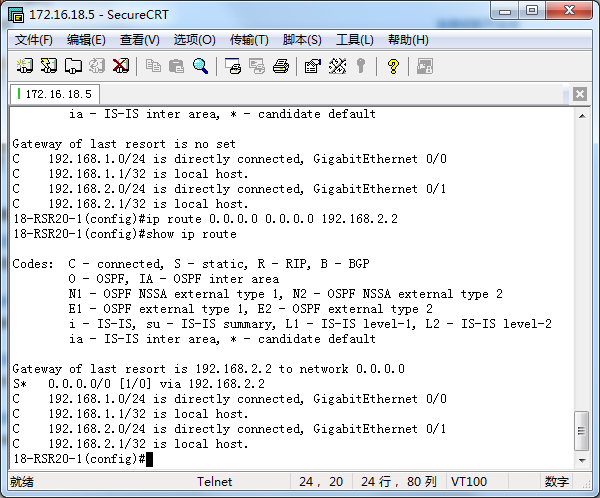 172.16.18.5 - SecureCRT
文件(F) 编辑(E) 查看(V) 选项(O) 传输(T) 脚本(S) 工具(L) 帮助(H)
172.16.18.5
ia - IS-IS inter area, * - candidate default
Gateway of last resort is no set
C    192.168.1.0/24 is directly connected, GigabitEthernet 0/0
C    192.168.1.1/32 is local host.
C    192.168.2.0/24 is directly connected, GigabitEthernet 0/1
C    192.168.2.1/32 is local host.
18-RSR20-1(config)#ip route 0.0.0.0 0.0.0.0 192.168.2.2
18-RSR20-1(config)#show ip route
Codes:  C - connected, S - static, R - RIP, B - BGP
O - OSPF, IA - OSPF inter area
N1 - OSPF NSSA external type 1, N2 - OSPF NSSA external type 2
E1 - OSPF external type 1, E2 - OSPF external type 2
i - IS-IS, su - IS-IS summary, L1 - IS-IS level-1, L2 - IS-IS level-2
ia - IS-IS inter area, * - candidate default
Gateway of last resort is 192.168.2.2 to network 0.0.0.0
S*   0.0.0.0/0 [1/0] via 192.168.2.2
C    192.168.1.0/24 is directly connected, GigabitEthernet 0/0
C    192.168.1.1/32 is local host.
C    192.168.2.0/24 is directly connected, GigabitEthernet 0/1
C    192.168.2.1/32 is local host.
18-RSR20-1(config)#
就绪 Telnet 24, 20 24 行, 80 列 VT100 数字